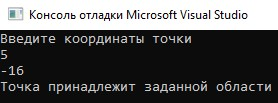 Консоль отладки Microsoft Visual Studio
Введите координаты точки
5
-16
Точка принадлежит заданной области